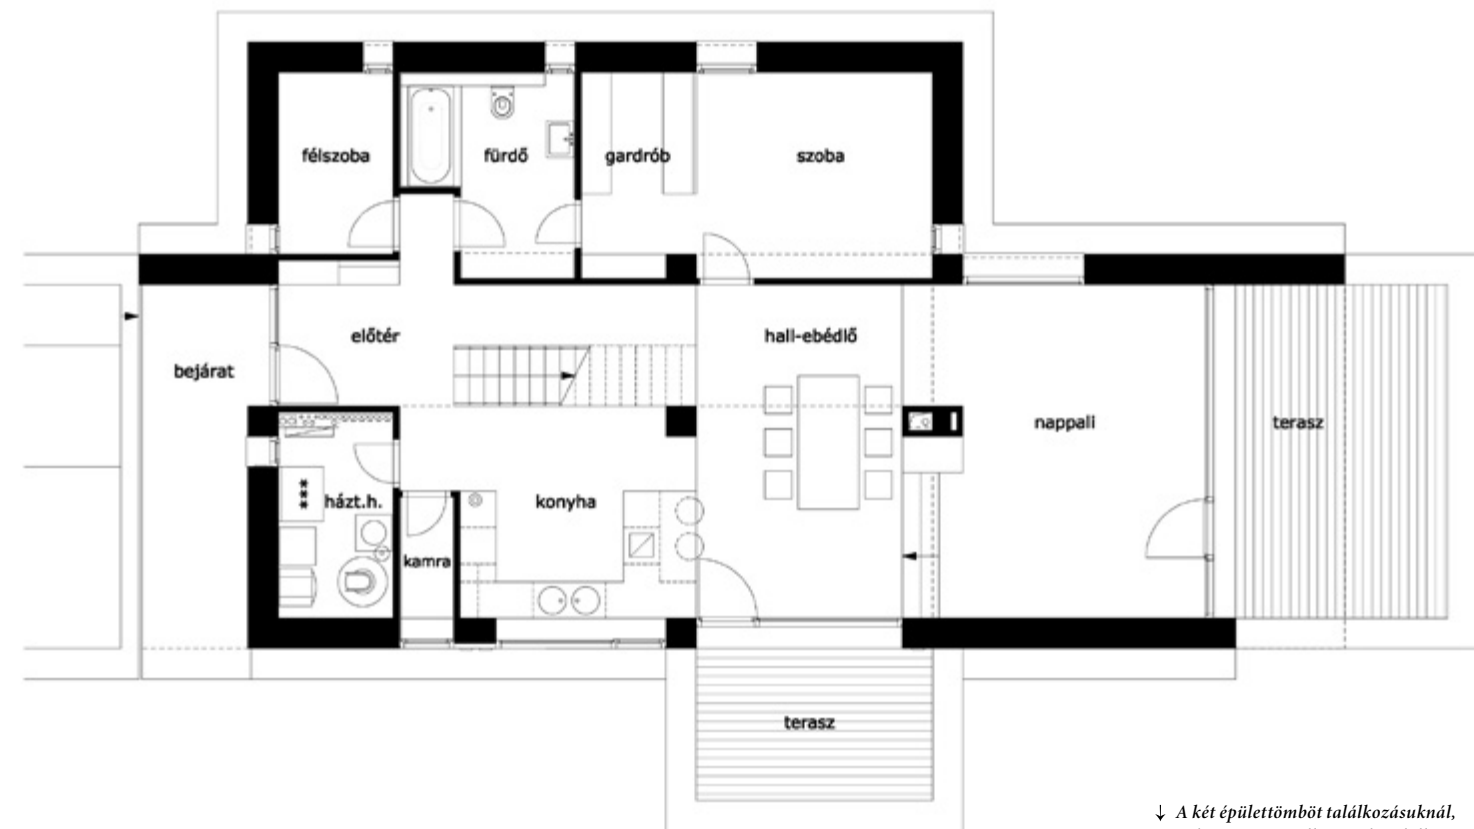 félszoba
fürdő
gardrób
szoba
előtér
hall-ebédlő
bejárat
nappali
terasz
házt.h.
konyha
kamra
terasz
↓ A két épülettömböt találkozásuknál,